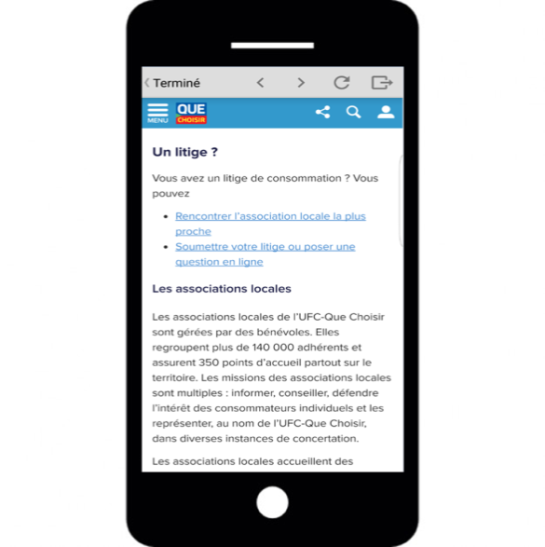 Terminé
MENU
QUE
CHOISIR
Un litige ?
Vous avez un litige de consommation ? Vous
pouvez
• Rencontrer l'association locale la plus
proche
• Soumettre votre litige ou poser une
question en ligne
Les associations locales
Les associations locales de l'UFC-Que Choisir
sont gérées par des bénévoles. Elles
regroupent plus de 140 000 adhérents et
assurent 350 points d'accueil partout sur le
territoire. Les missions des associations locales
sont multiples : informer, conseiller, défendre
l'intérêt des consommateurs individuels et les
représenter, au nom de l'UFC-Que Choisir,
dans diverses instances de concertation.
Les associations locales accueillent des